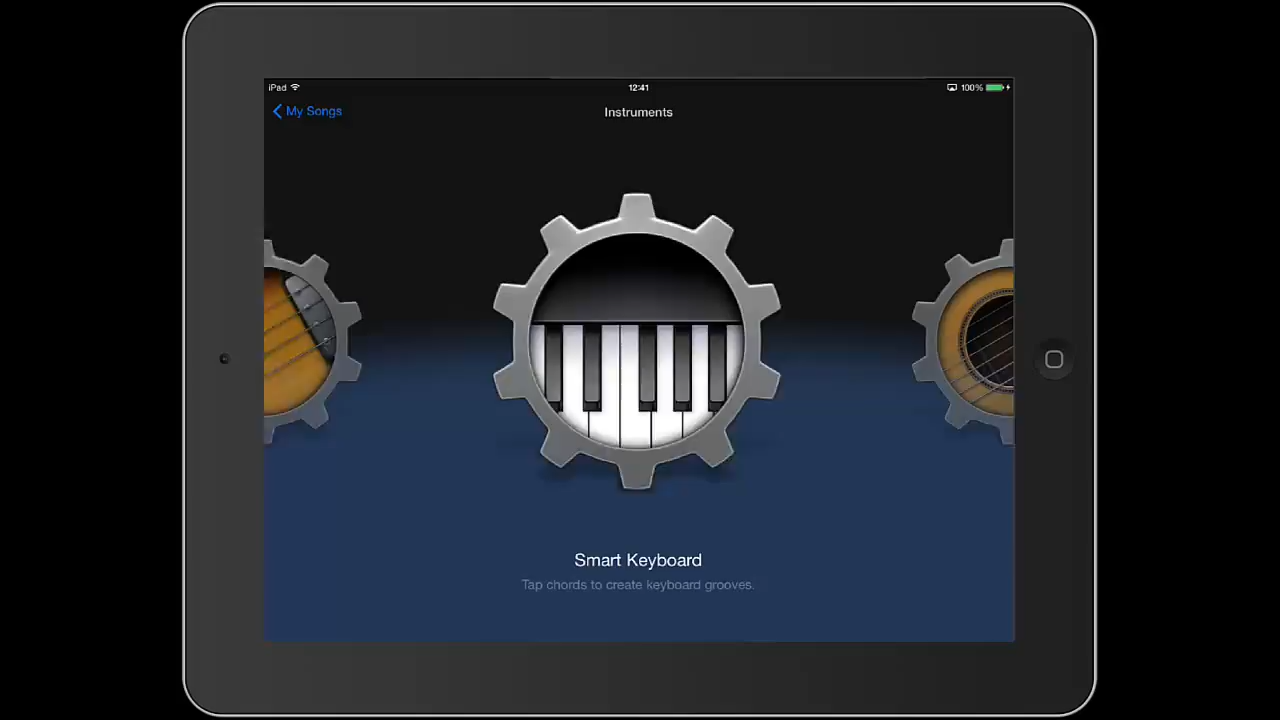 iPad 12:41 100%
My Songs Instruments
Smart Keyboard
Tap chords to create keyboard grooves.